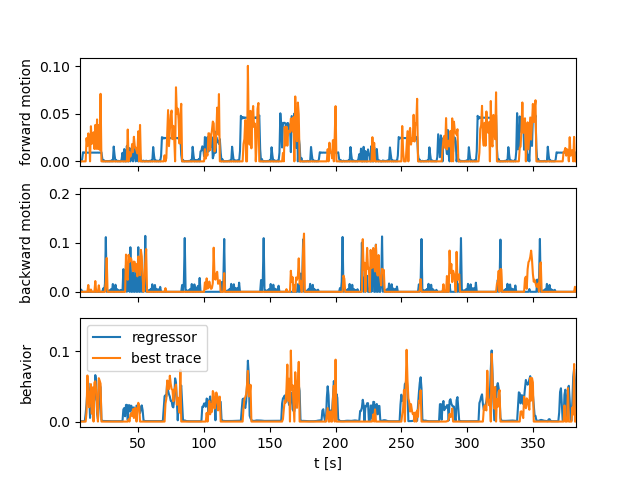 forward motion
0.10
0.05
0.00
backward motion
0.2
0.1
0.0
behavior
0.1
0.0
regressor
best trace
50 100 150 200 250 300 350
t [s]